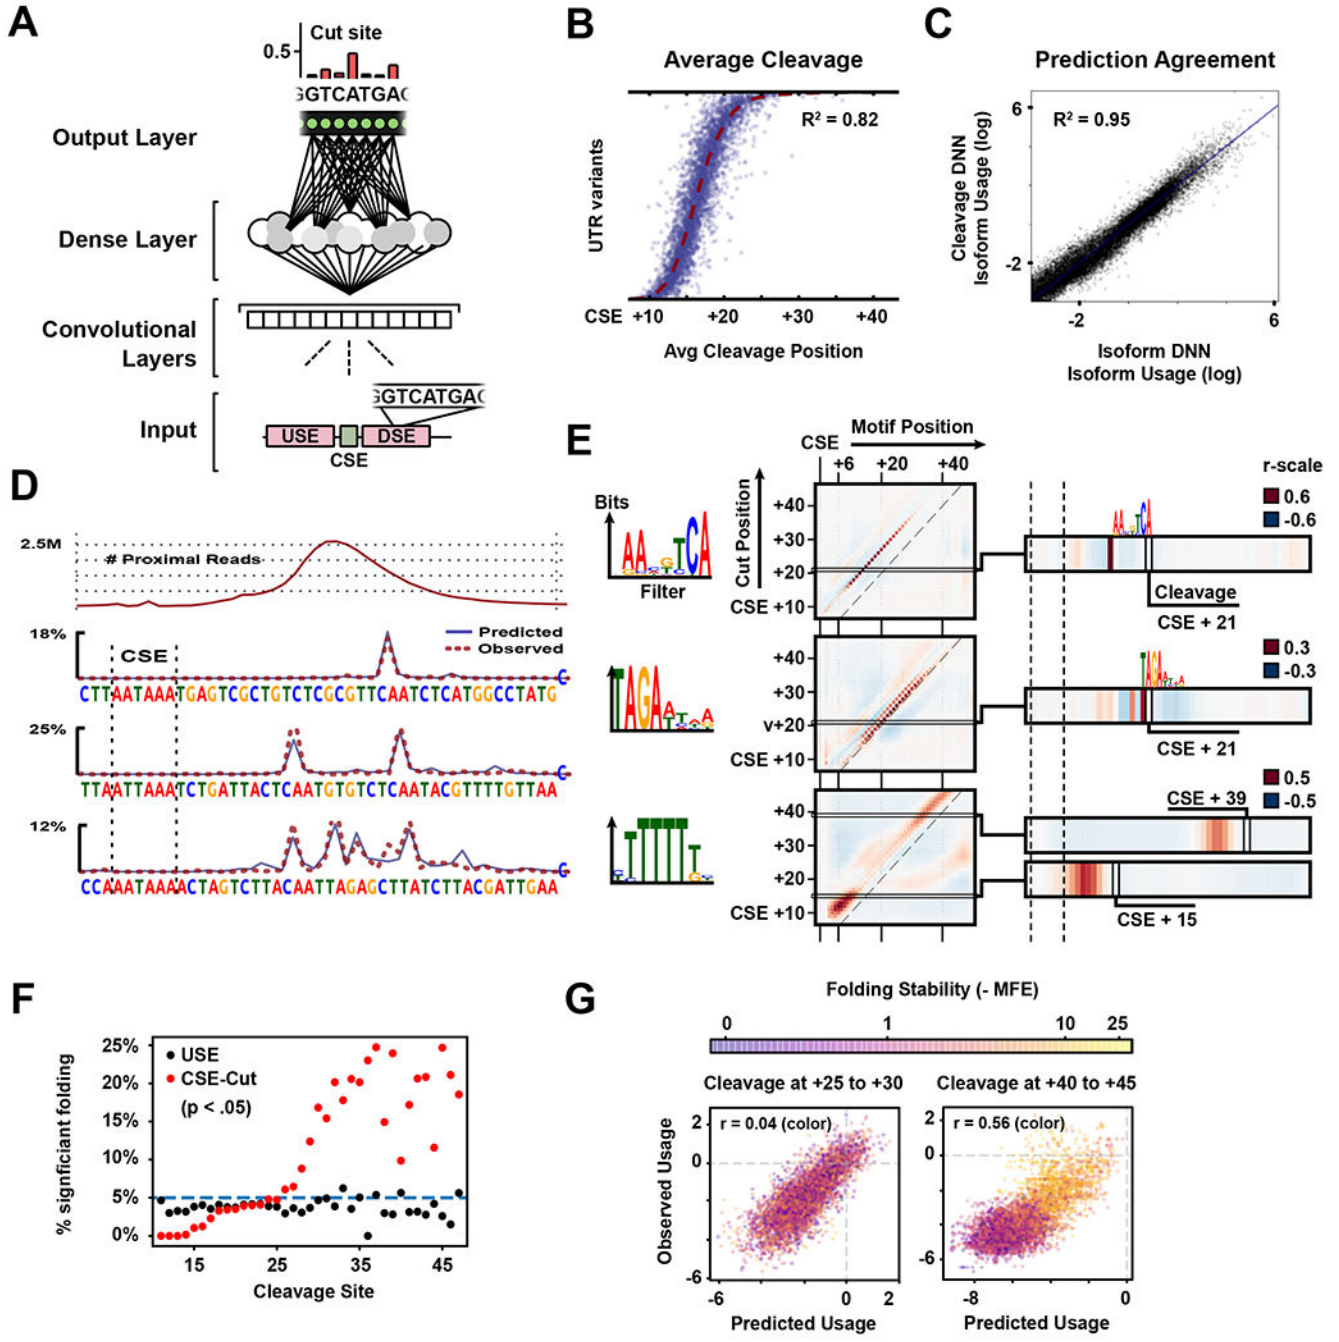 A
Cut site
0.5
GGTCATGAC
Output Layer
Dense Layer
Convolutional
Layers
GGTCATGAC
Input
USE
DSE
CSE
B
Average Cleavage
R² = 0.82
UTR variants
CSE
+10
+20
+30
+40
Avg Cleavage Position
C
Prediction Agreement
6
R² = 0.95
Cleavage DNN
Isoform Usage (log)
-2
-2
6
Isoform DNN
Isoform Usage (log)
D
2.5M
# Proximal Reads
18%
CSE
Predicted
Observed
C
CTTAATAAATGAGTCGCTGTCTCGCGTTCAATCTCATGGCCTATG
25%
C
TTAATTAAATCTGATTACTCAATGTGTCTCAATACGTTTTGTTAA
12%
C
CCAAATAAAACTAGTCTTACAATTAGAGCTTATCTTACGATTGAA
E
Motif Position
CSE
+6
+20
+40
Bits
Filter
Cut Position
+40
+30
+20
CSE +10
r-scale
0.6
-0.6
Cleavage
CSE + 21
TAGA
+40
+30
v+20
CSE +10
0.3
-0.3
CSE + 21
TTTTT
+40
+30
+20
CSE +10
0.5
-0.5
CSE + 39
CSE + 15
F
25%
20%
15%
10%
5%
0%
USE
CSE-Cut
(p < .05)
% signficiant folding
15
25
35
45
Cleavage Site
G
Folding Stability (- MFE)
0
1
10
25
Cleavage at +25 to +30
Cleavage at +40 to +45
r = 0.04 (color)
2
0
-6
Observed Usage
-6
0
2
Predicted Usage
r = 0.56 (color)
2
0
-6
-8
0
Predicted Usage